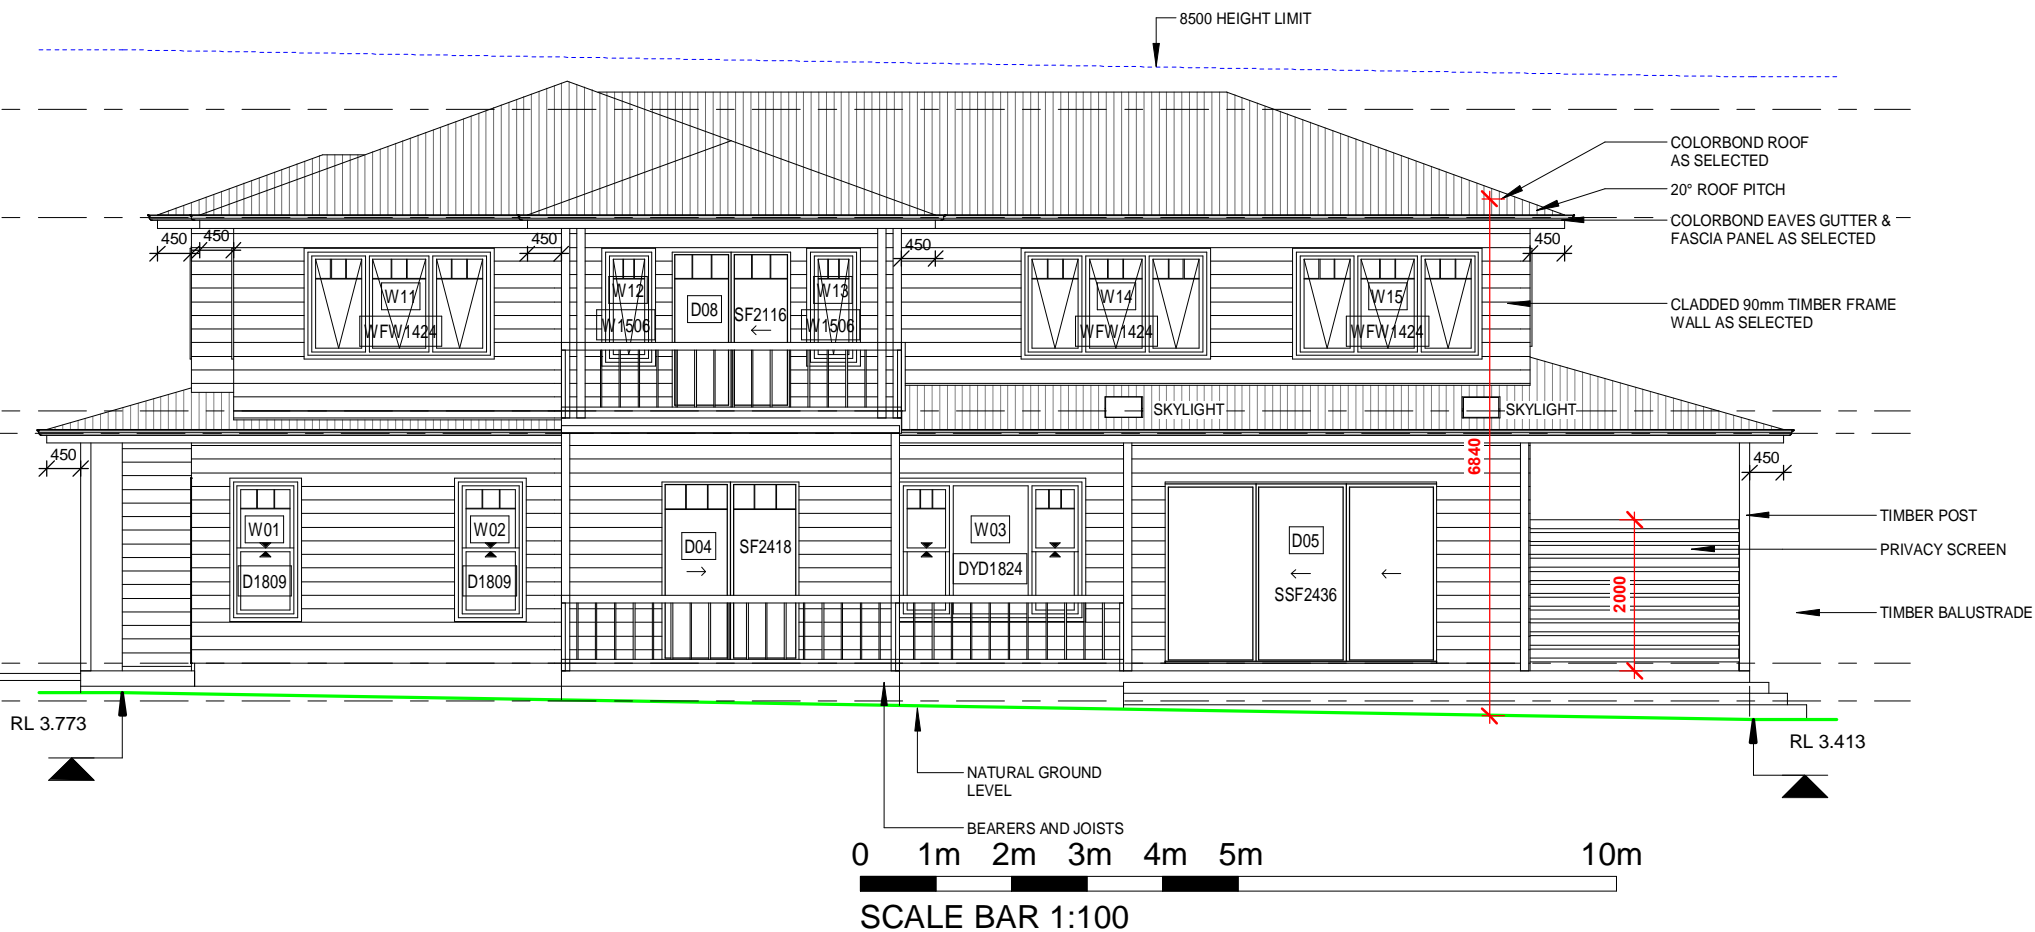 8500 HEIGHT LIMIT
COLORBOND ROOF
AS SELECTED
20° ROOF PITCH
COLORBOND EAVES GUTTER &
FASCIA PANEL AS SELECTED
450
450
450
450
450
W11
WFW1424
W12
W1506
D08
SF2116
W13
W1506
W14
WFW1424
W15
WFW1424
CLADDED 90mm TIMBER FRAME
WALL AS SELECTED
SKYLIGHT
SKYLIGHT
450
6840
450
W01
D1809
W02
D1809
D04
SF2418
W03
DYD1824
D05
SSF2436
2000
TIMBER POST
PRIVACY SCREEN
TIMBER BALUSTRADE
RL 3.773
RL 3.413
NATURAL GROUND
LEVEL
BEARERS AND JOISTS
0 1m 2m 3m 4m 5m 10m
SCALE BAR 1:100